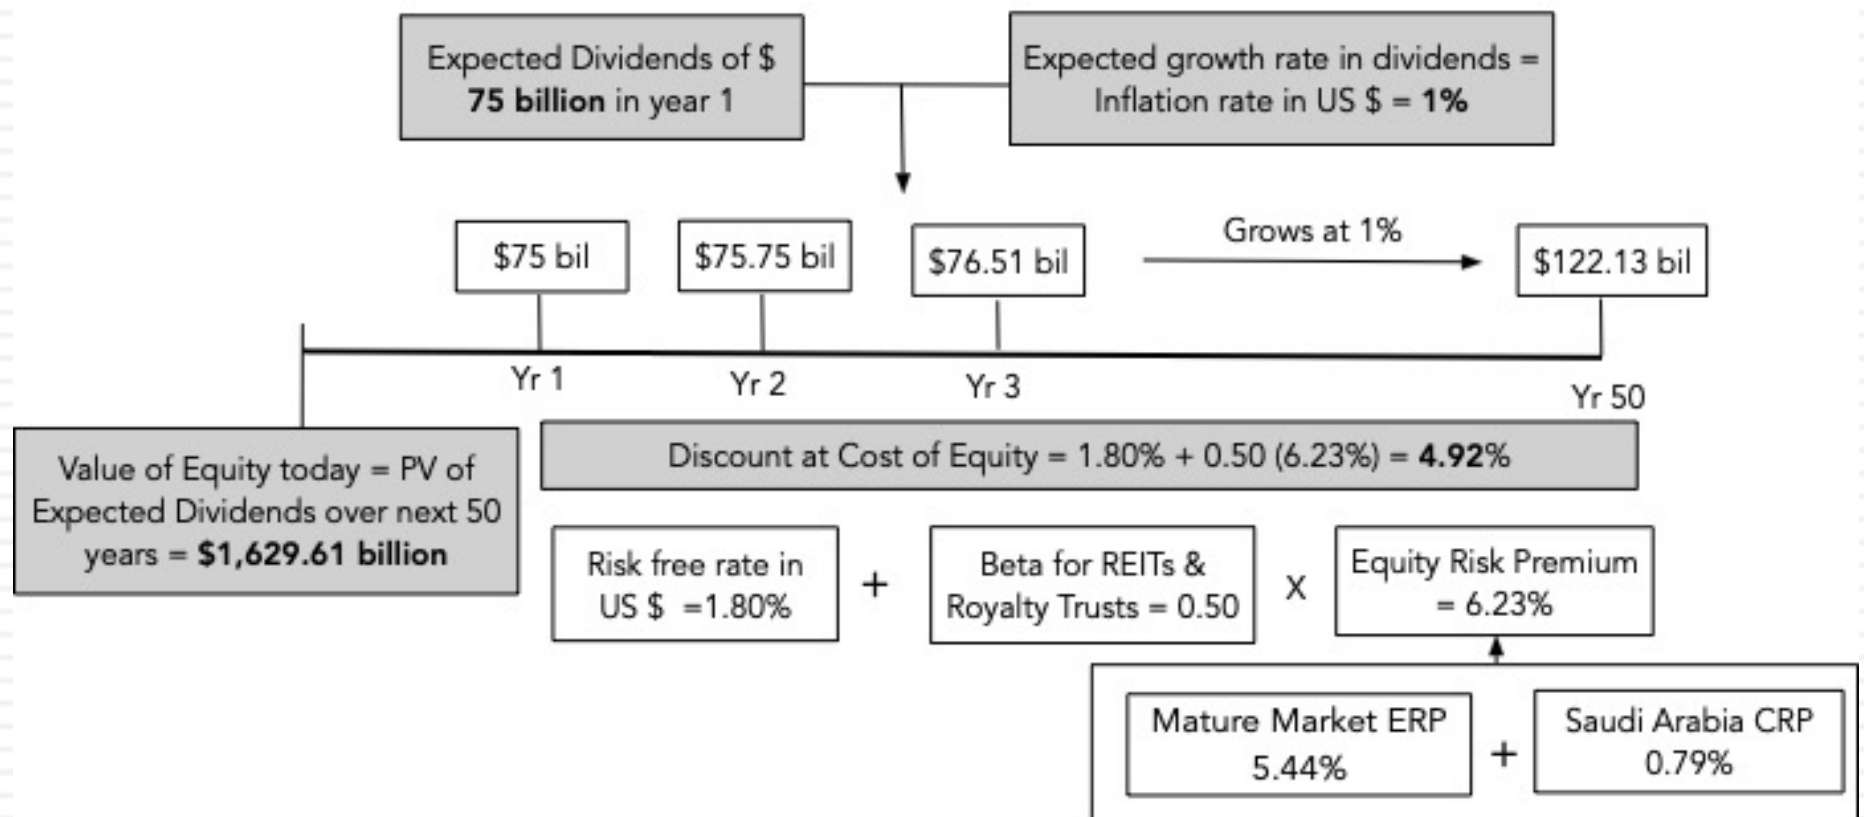 Expected Dividends of $
75 billion in year 1
Expected growth rate in dividends =
Inflation rate in US $ = 1%
$75 bil
$75.75 bil
$76.51 bil
Grows at 1%
$122.13 bil
Yr 1
Yr 2
Yr 3
Yr 50
Value of Equity today = PV of
Expected Dividends over next 50
years = $1,629.61 billion
Discount at Cost of Equity = 1.80% + 0.50 (6.23%) = 4.92%
Risk free rate in
US $ =1.80%
+
Beta for REITs &
Royalty Trusts = 0.50
X
Equity Risk Premium
= 6.23%
Mature Market ERP
5.44%
+
Saudi Arabia CRP
0.79%